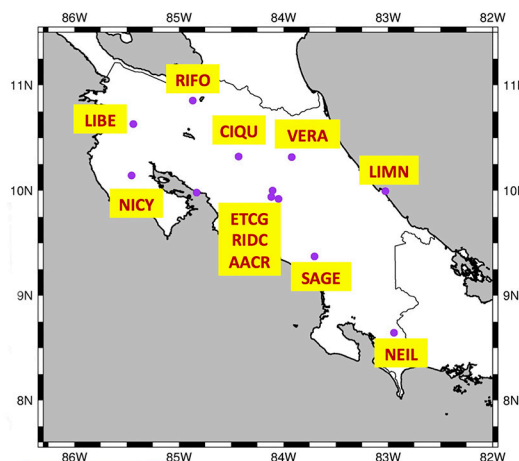 86W 85W 84W 83W 82W
11N
RIFO
LIBE
CIQU
VERA
LIMN
10N
NICY
ETCG
RIDC
AACR
SAGE
9N
NEIL
8N
86W 85W 84W 83W 82W
11N
10N
9N
8N